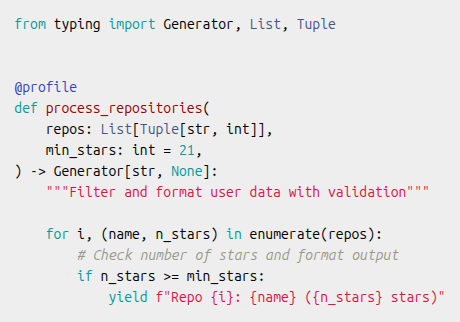 from typing import Generator, List, Tuple
@profile
def process_repositories(
    repos: List[Tuple[str, int]],
    min_stars: int = 21,
) -> Generator[str, None]:
    """Filter and format user data with validation"""
    for i, (name, n_stars) in enumerate(repos):
        # Check number of stars and format output
        if n_stars >= min_stars:
            yield f"Repo {i}: {name} ({n_stars} stars)"